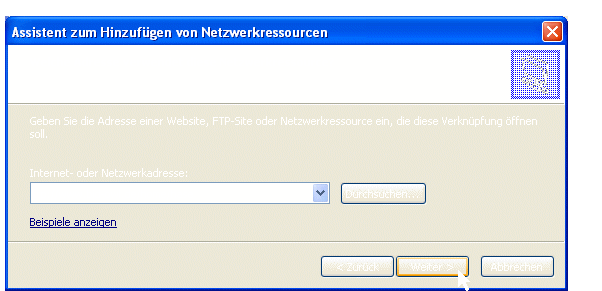 Assistent zum Hinzufügen von Netzwerkressourcen
Geben Sie die Adresse einer Website, FTP-Site oder Netzwerkressource ein, die diese Verknüpfung öffnen
soll.
Internet- oder Netzwerkadresse:
Durchsuchen...
Beispiele anzeigen
< Zurück
Weiter >
Abbrechen